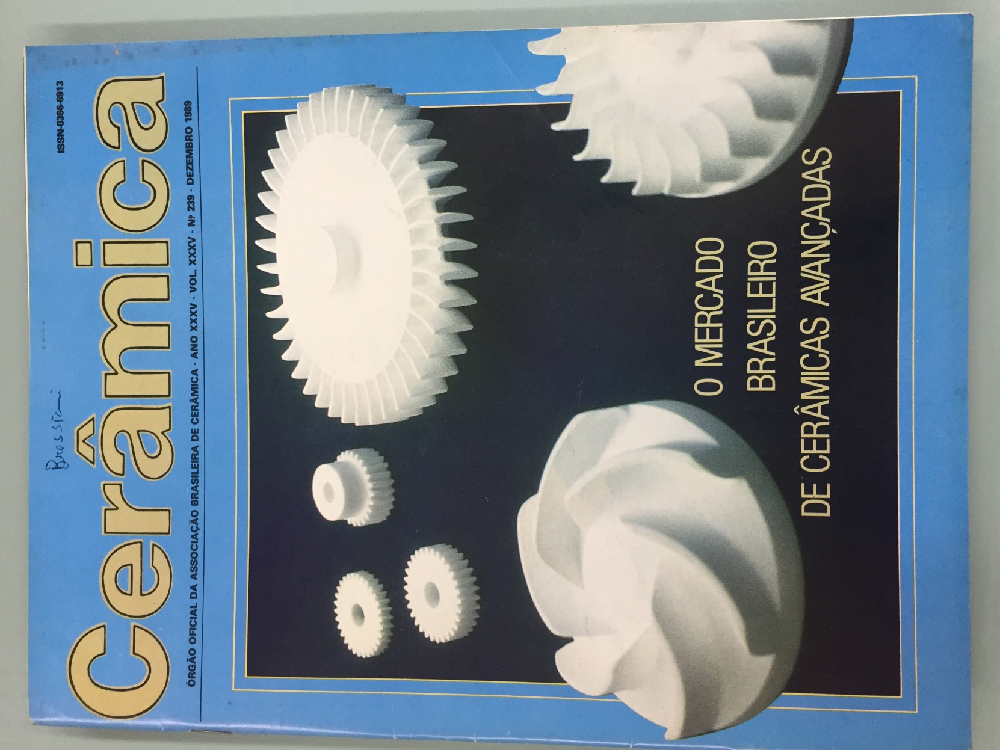 ISSN-0366-6913
Bressiani
Cerâmica
ÓRGÃO OFICIAL DA ASSOCIAÇÃO BRASILEIRA DE CERÂMICA - ANO XXXV - VOL. XXXV - Nº 239 - DEZEMBRO 1989
O MERCADO
BRASILEIRO
DE CERÂMICAS AVANÇADAS